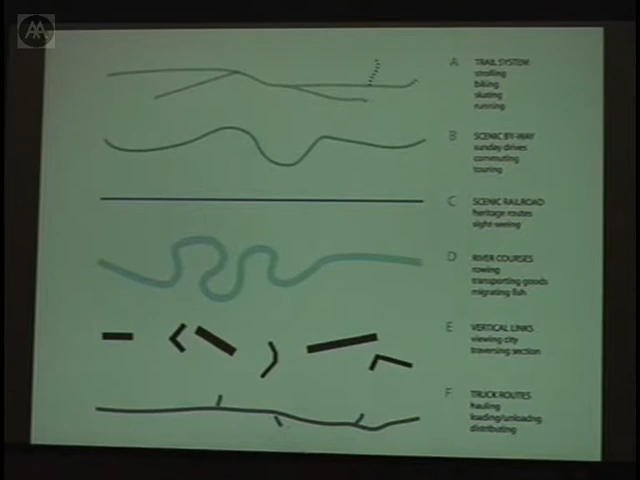 AA
A TRAIL SYSTEM
strolling
biking
skating
running
B SCENIC BY-WAY
sunday drives
commuting
touring
C SCENIC RAILROAD
heritage routes
sight-seeing
D RIVER COURSES
rowing
transporting goods
migrating fish
E VERTICAL LINKS
viewing city
traversing section
F TRUCK ROUTES
hauling
loading/unloading
distributing